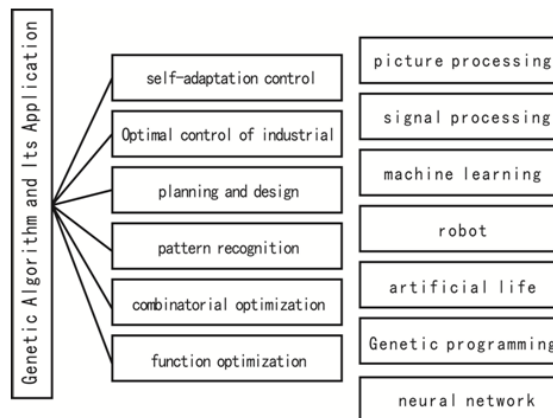 Genetic Algorithm and Its Application
self-adaptation control
Optimal control of industrial
planning and design
pattern recognition
combinatorial optimization
function optimization
picture processing
signal processing
machine learning
robot
artificial life
Genetic programming
neural network